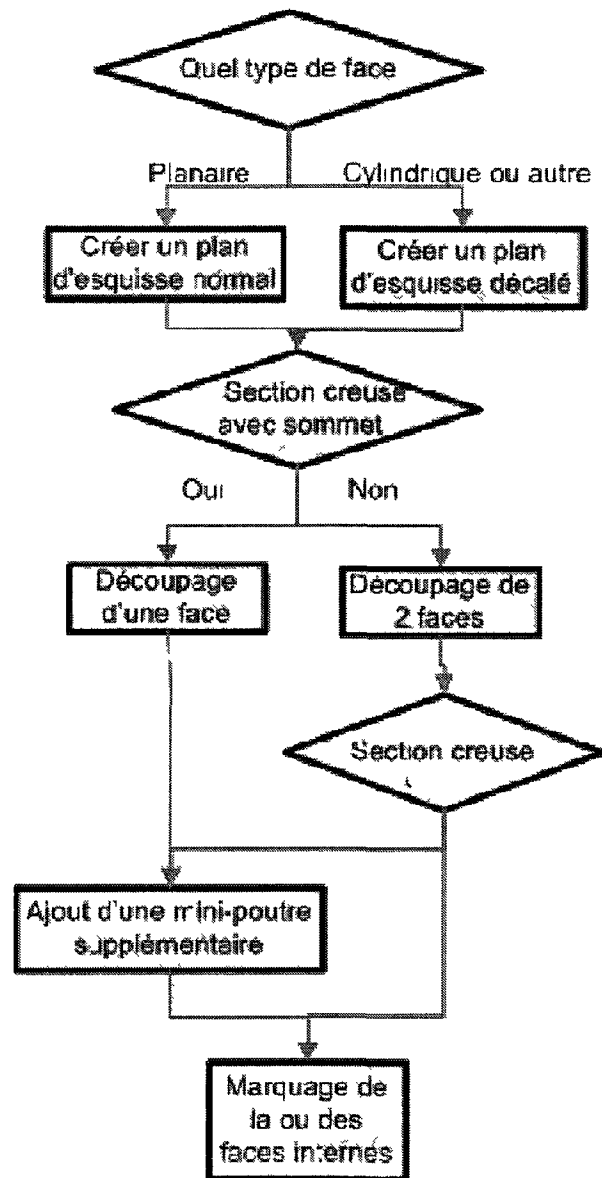 Quel type de face
Planaire
Cylindrique ou autre
Créer un plan
d'esquisse normal
Créer un plan
d'esquisse décalé
Section creuse
avec sommet
Oui
Non
Découpage
d'une face
Découpage de
2 faces
Section creuse
Ajout d'une mini-poutre
supplémentaire
Marquage de
la ou des
faces internes